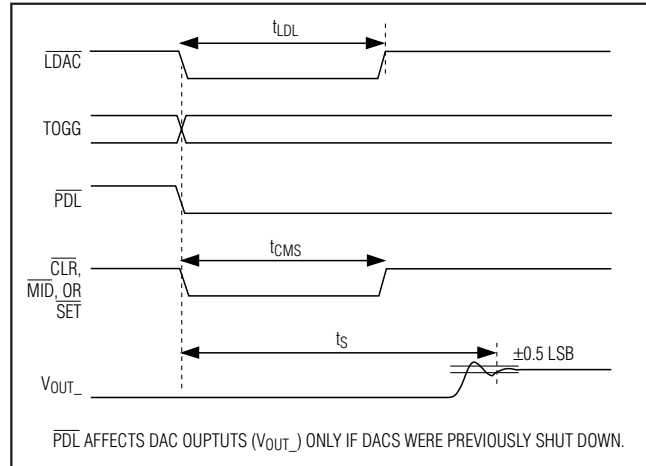 tLDL
LDAC
TOGG
PDL
tCMS
CLR,
MID, OR
SET
tS
±0.5 LSB
VOUT_
PDL AFFECTS DAC OUPTUTS (VOUT_) ONLY IF DACS WERE PREVIOUSLY SHUT DOWN.